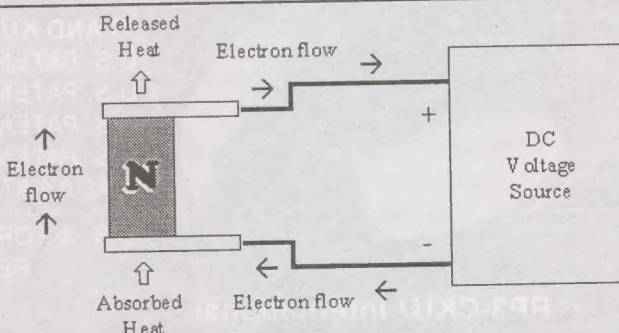 Released
Heat
Electron flow
+
DC
Voltage
Source
N
Electron
flow
-
Absorbed
Heat
Electron flow